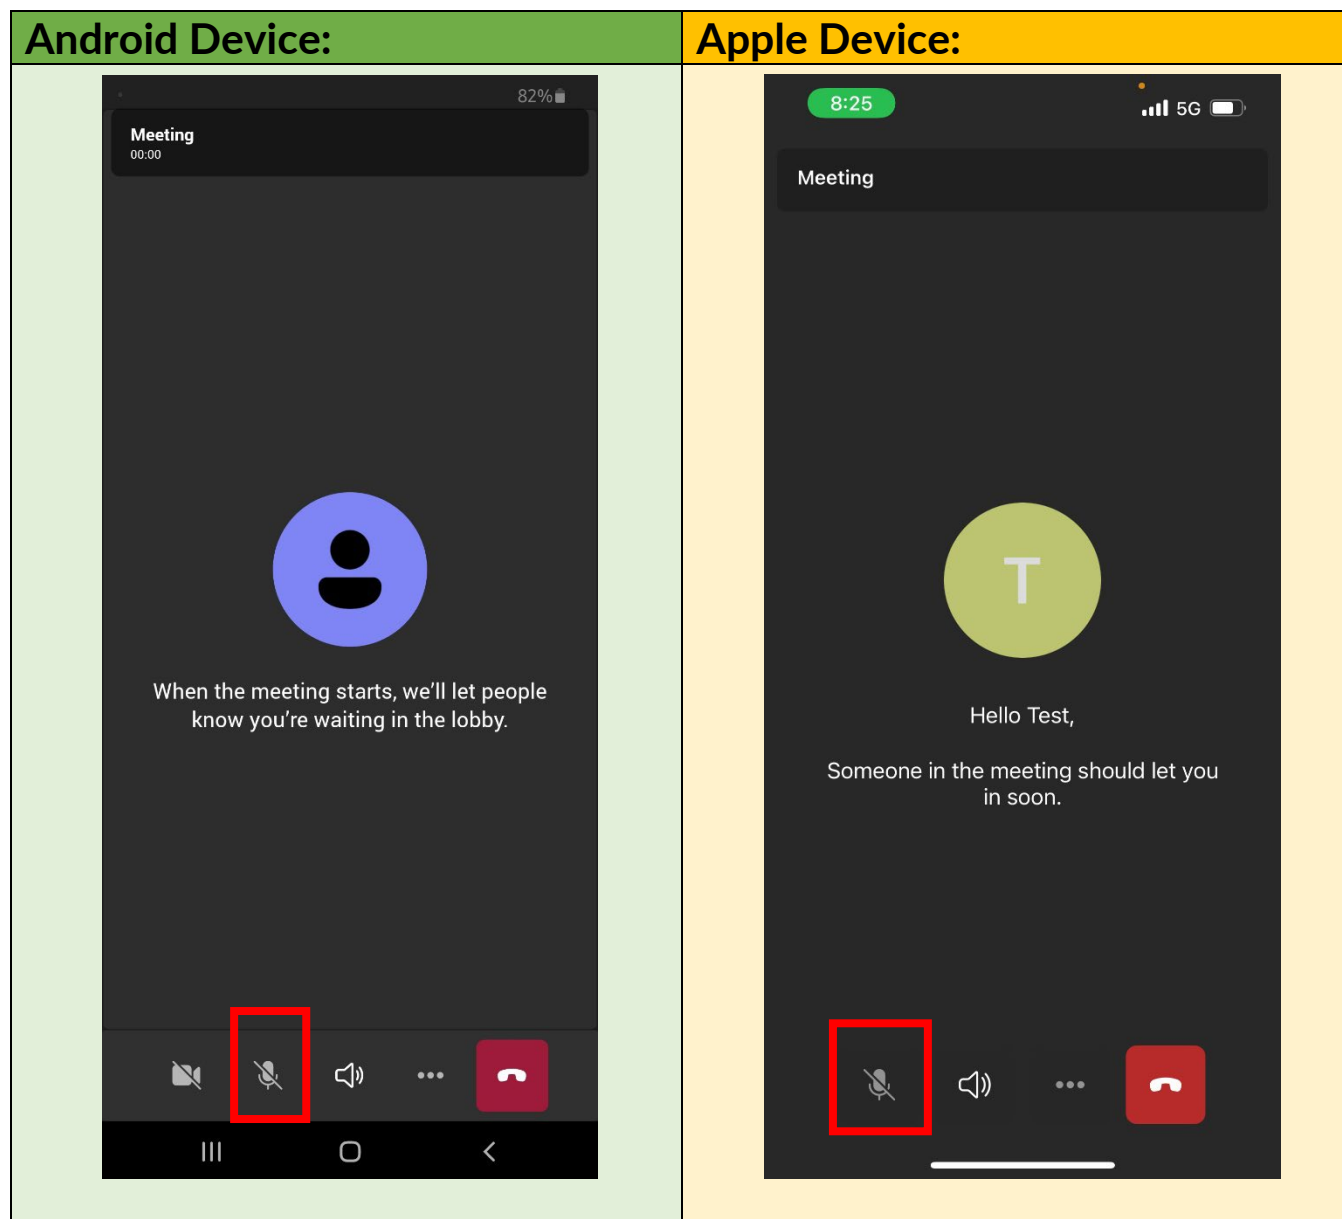 Android Device:
Apple Device:
82%
Meeting
00:00
When the meeting starts, we'll let people
know you're waiting in the lobby.
8:25
5G
Meeting
T
Hello Test,
Someone in the meeting should let you
in soon.